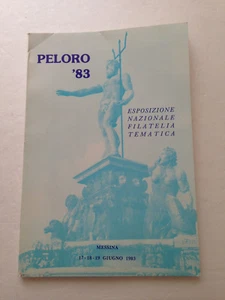 PELORO
'83
ESPOSIZIONE
NAZIONALE
FILATELIA
TEMATICA
MESSINA
17-18-19 GIUGNO 1983